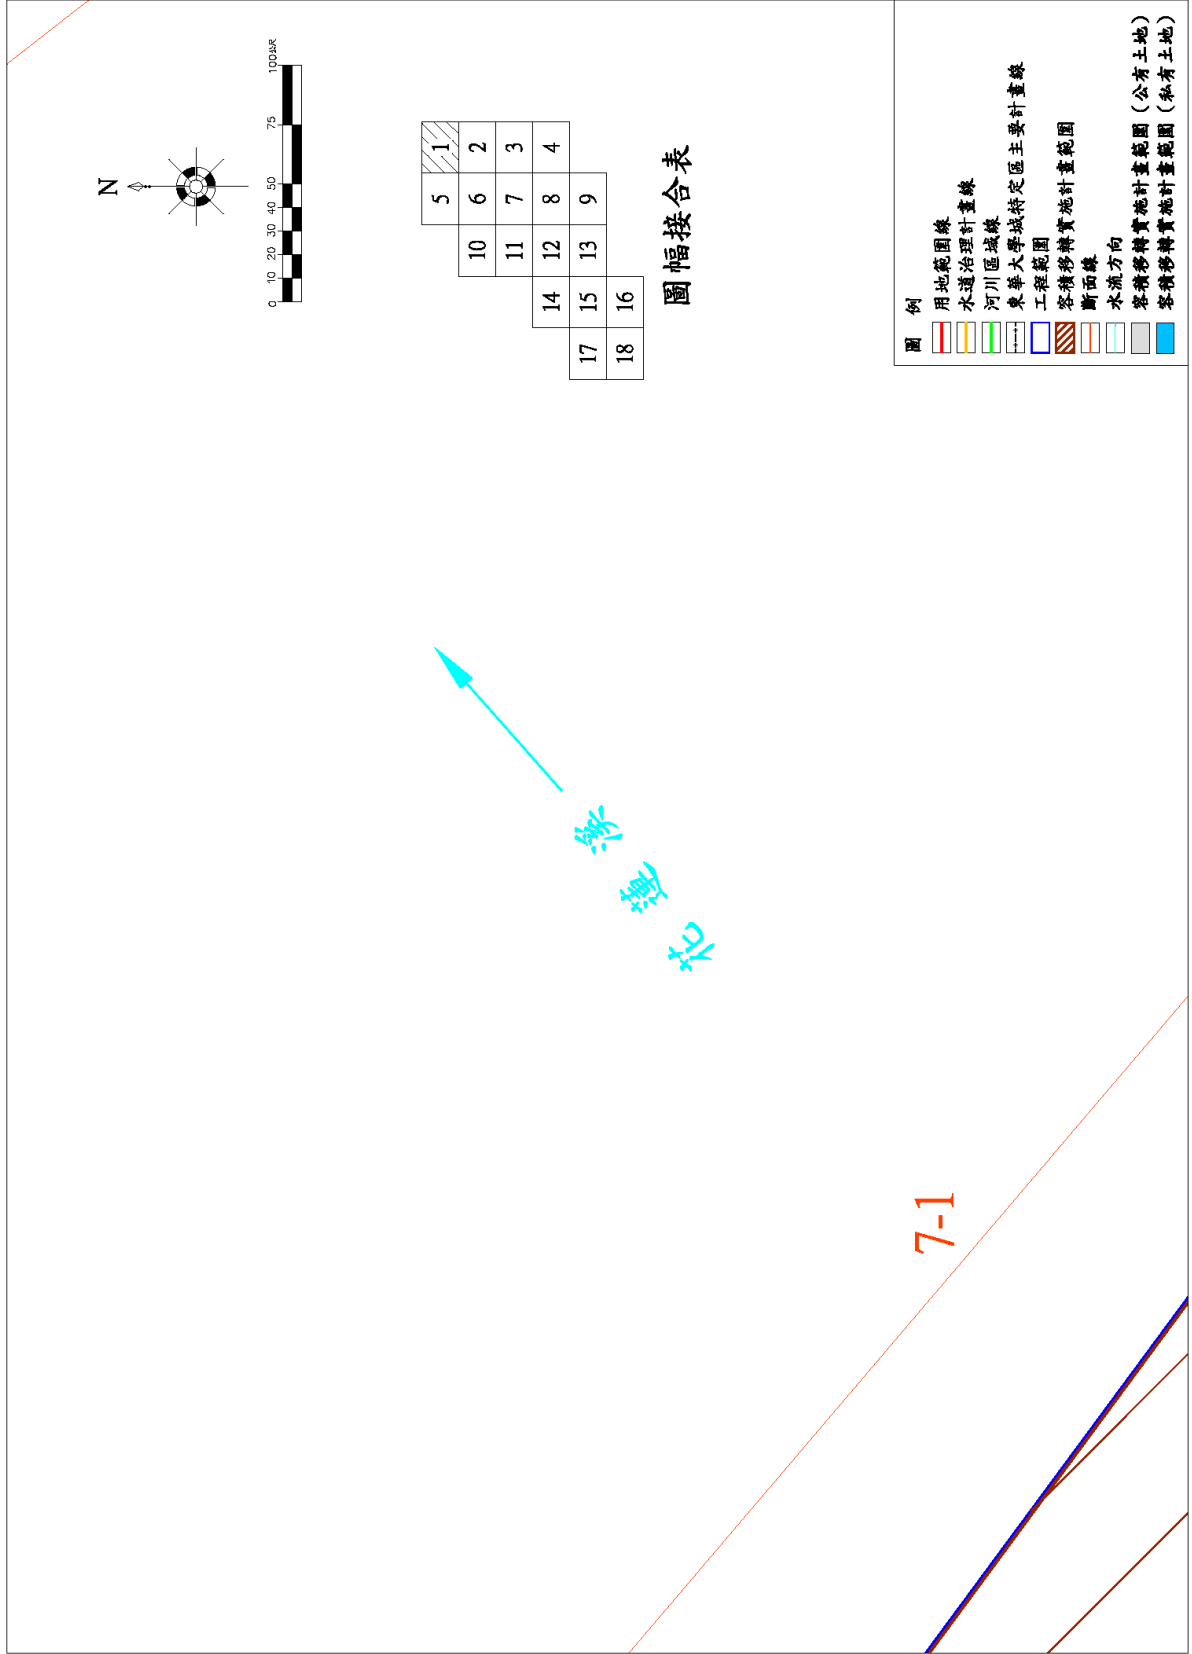 N
0 10 20 30 40 50 75 100公尺
5 1
10 6 2
11 7 3
14 12 8 4
17 15 13 9
18 16
圖幅接合表
花蓮溪
7-1
圖 例
用地範圍線
水道治理計畫線
河川區域線
東華大學城特定區主要計畫線
工程範圍
容積移轉實施計畫範圍
斷面線
水流方向
容積移轉實施計畫範圍(公有土地)
容積移轉實施計畫範圍(私有土地)